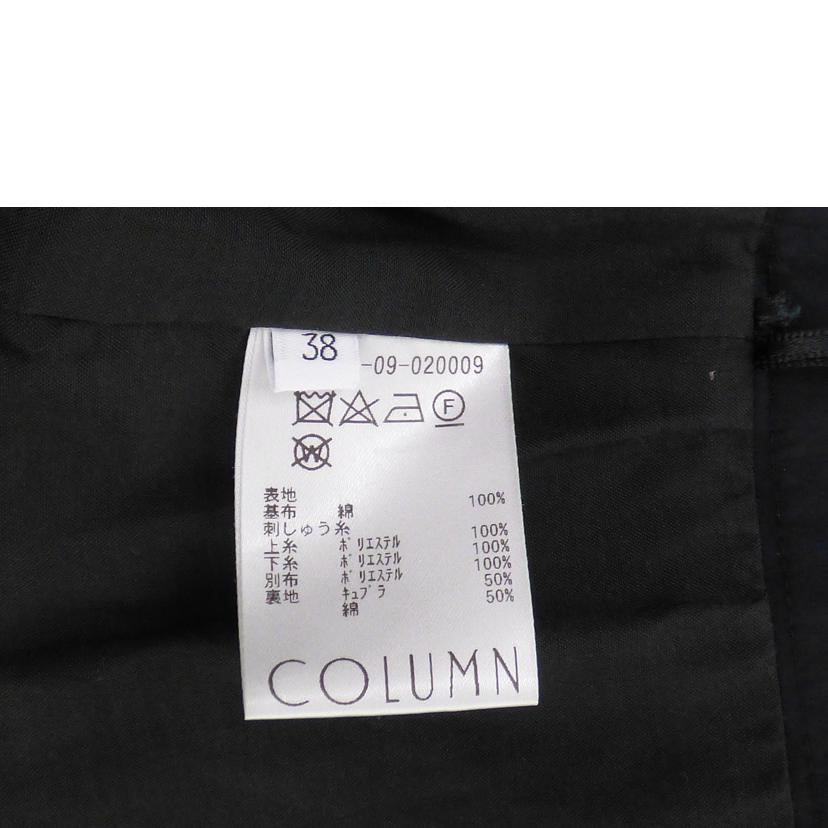 38
-09-020009
F
W
表地
基布 綿 100%
刺しゅう糸
上糸 ポリエステル 100%
下糸 ポリエステル 100%
別布 ポリエステル 100%
裏地 キュプラ 50%
綿 50%
COLUMN